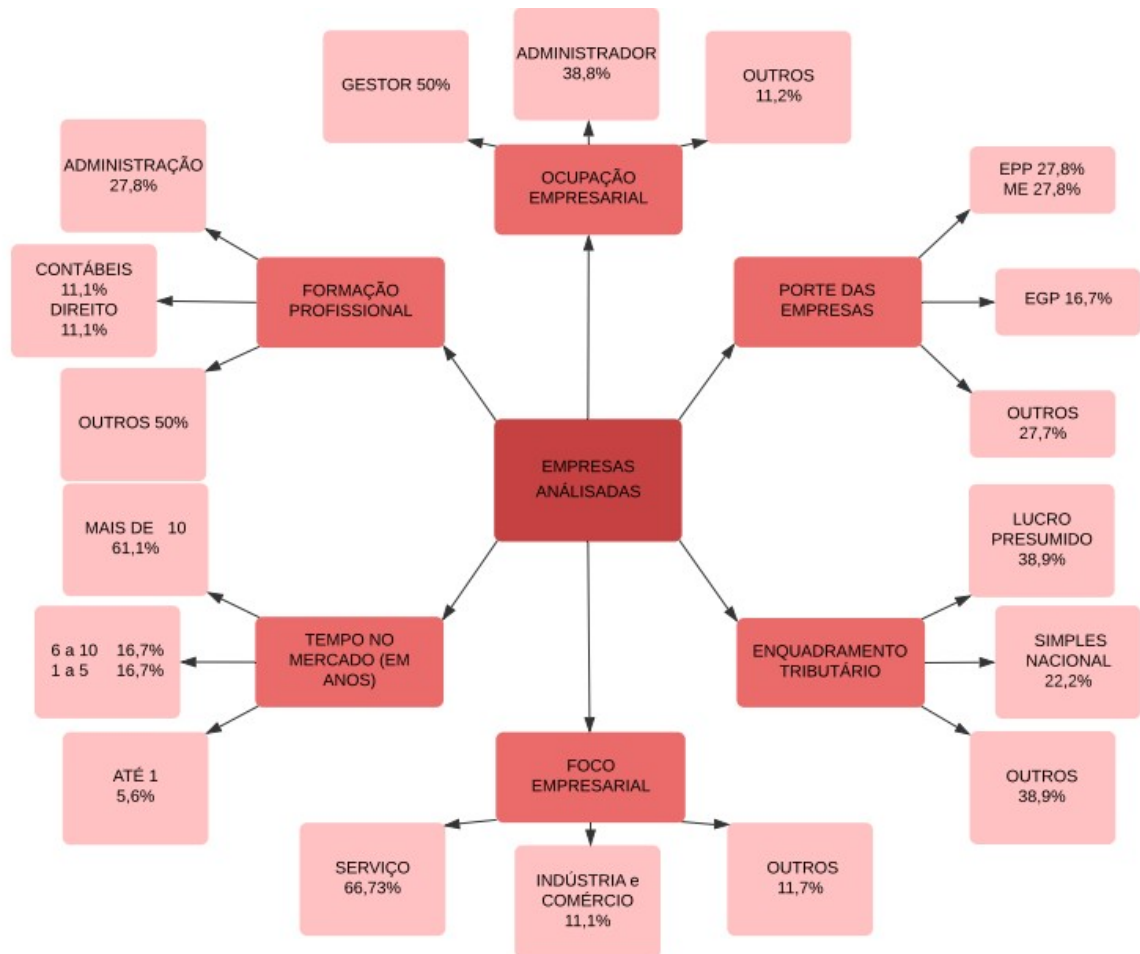 GESTOR 50%
ADMINISTRADOR
38,8%
OUTROS
11,2%
OCUPAÇÃO
EMPRESARIAL
ADMINISTRAÇÃO
27,8%
CONTÁBEIS
11,1%
DIREITO
11,1%
OUTROS 50%
FORMAÇÃO
PROFISSIONAL
PORTE DAS
EMPRESAS
EPP 27,8%
ME 27,8%
EGP 16,7%
OUTROS
27,7%
EMPRESAS
ANÁLISADAS
MAIS DE 10
61,1%
6 a 10 16,7%
1 a 5 16,7%
ATÉ 1
5,6%
TEMPO NO
MERCADO (EM
ANOS)
ENQUADRAMENTO
TRIBUTÁRIO
LUCRO
PRESUMIDO
38,9%
SIMPLES
NACIONAL
22,2%
OUTROS
38,9%
FOCO
EMPRESARIAL
SERVIÇO
66,73%
INDÚSTRIA e
COMÉRCIO
11,1%
OUTROS
11,7%